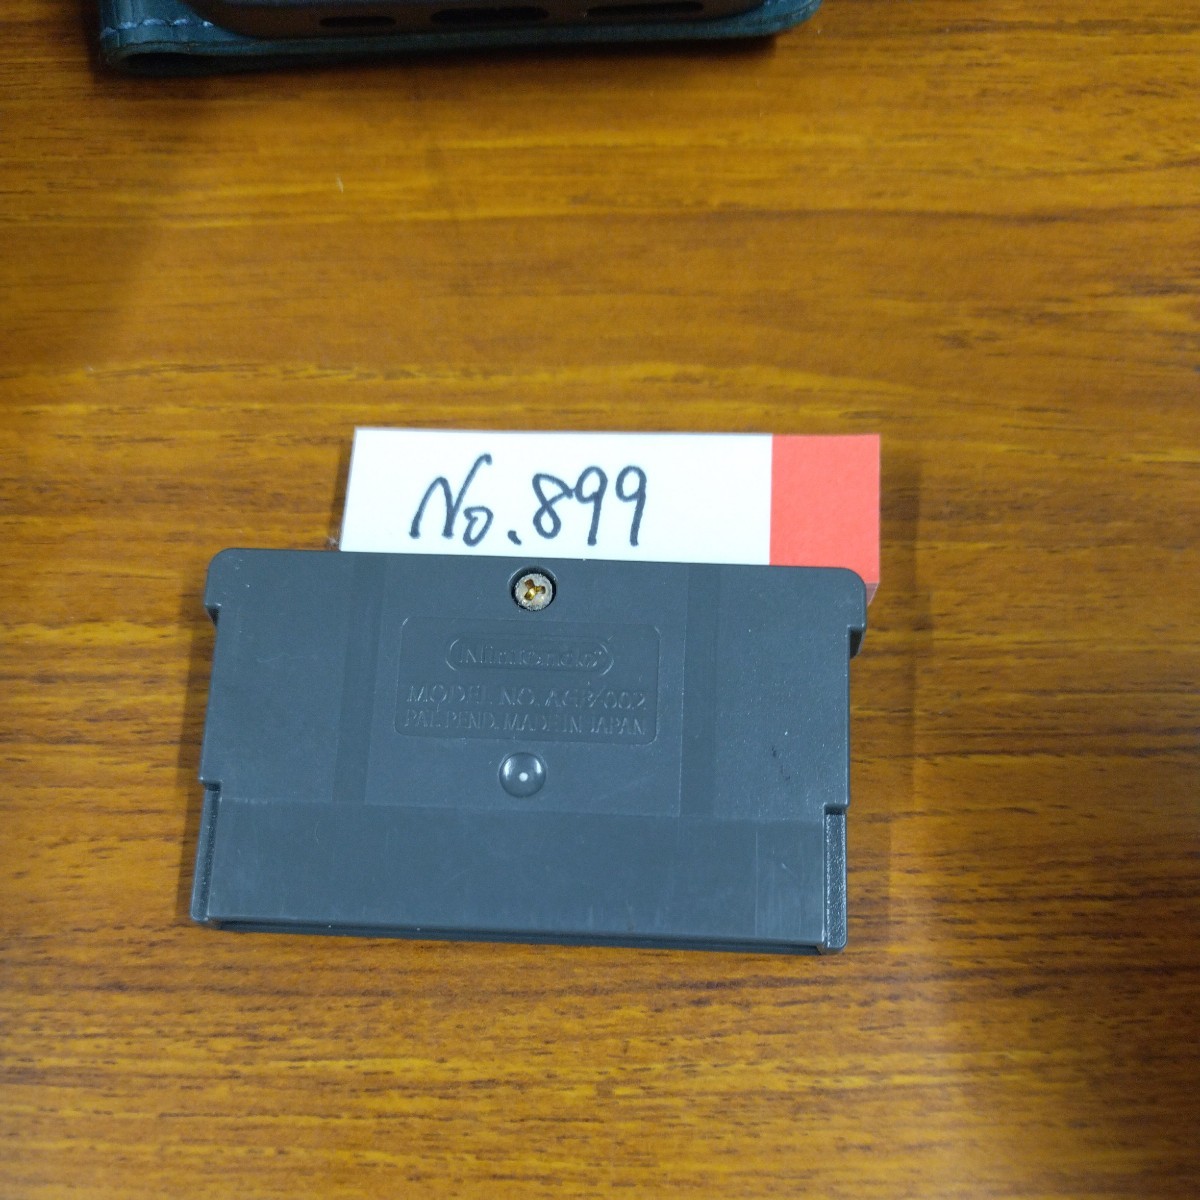 No.899
Nintendo
MODEL NO. AGB-002
PAT. PEND. MADE IN JAPAN